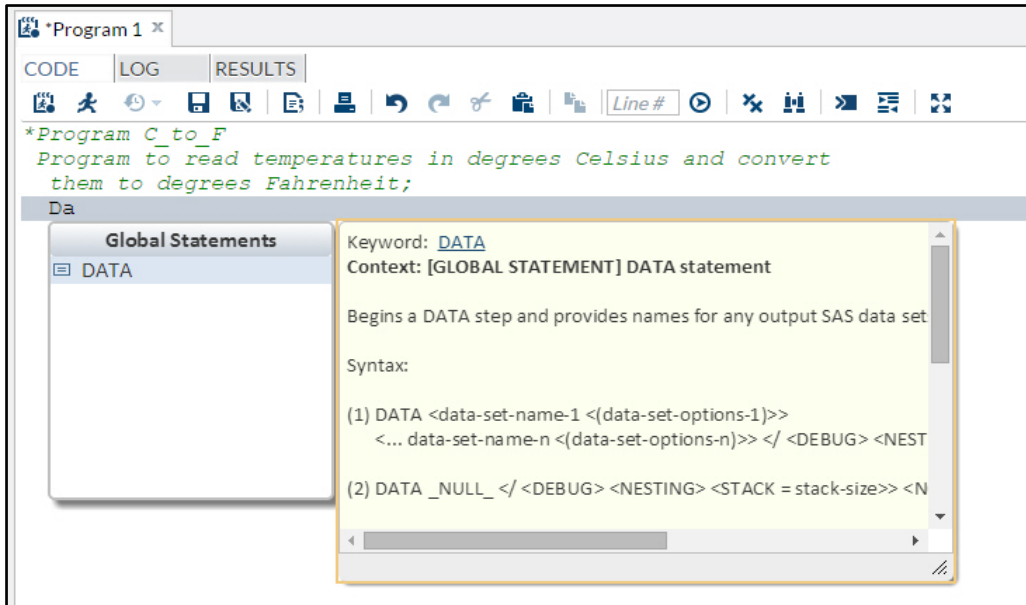 *Program 1 x
CODE LOG RESULTS
Line #
*Program C_to_F
Program to read temperatures in degrees Celsius and convert
them to degrees Fahrenheit;
Da
Global Statements
DATA
Keyword: DATA
Context: [GLOBAL STATEMENT] DATA statement
Begins a DATA step and provides names for any output SAS data set
Syntax:
(1) DATA <data-set-name-1 <(data-set-options-1)>>
<... data-set-name-n <(data-set-options-n)>> </ <DEBUG> <NEST
(2) DATA _NULL_ </ <DEBUG> <NESTING> <STACK = stack-size>> <N